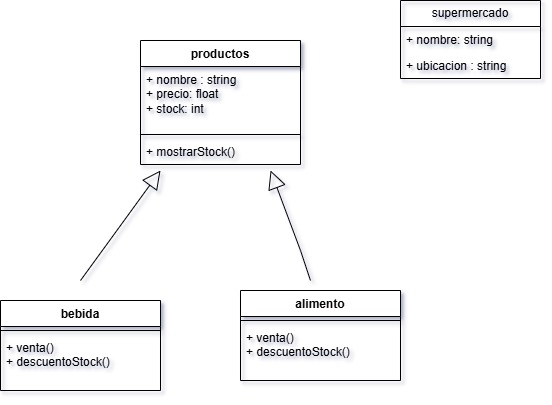 supermercado
+ nombre: string
+ ubicacion : string
productos
+ nombre : string
+ precio: float
+ stock: int
+ mostrarStock()
bebida
+ venta()
+ descuentoStock()
alimento
+ venta()
+ descuentoStock()